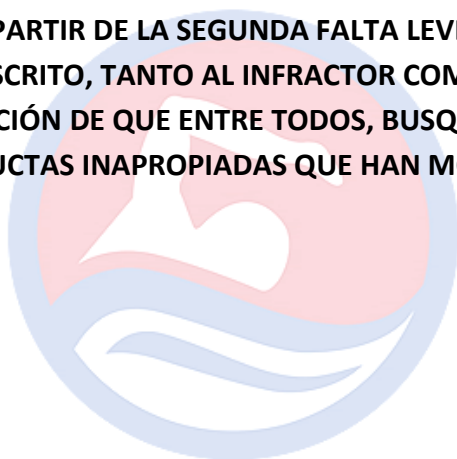 PARTIR DE LA SEGUNDA FALTA LEV
SCRITO, TANTO AL INFRACTOR COM
CIÓN DE QUE ENTRE TODOS, BUSQ
UCTAS INAPROPIADAS QUE HAN M